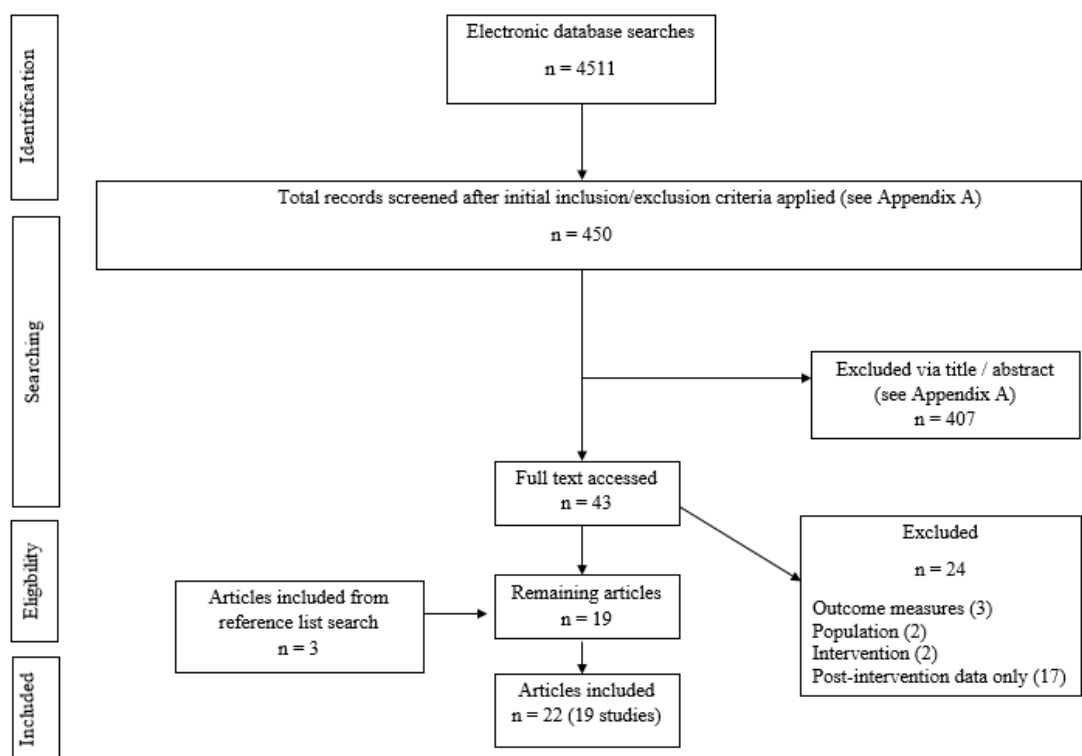 Identification
Electronic database searches
n = 4511
Total records screened after initial inclusion/exclusion criteria applied (see Appendix A)
n = 450
Searching
Excluded via title / abstract
(see Appendix A)
n = 407
Full text accessed
n = 43
Excluded
n = 24
Outcome measures (3)
Population (2)
Intervention (2)
Post-intervention data only (17)
Eligibility
Articles included from
reference list search
n = 3
Remaining articles
n = 19
Included
Articles included
n = 22 (19 studies)